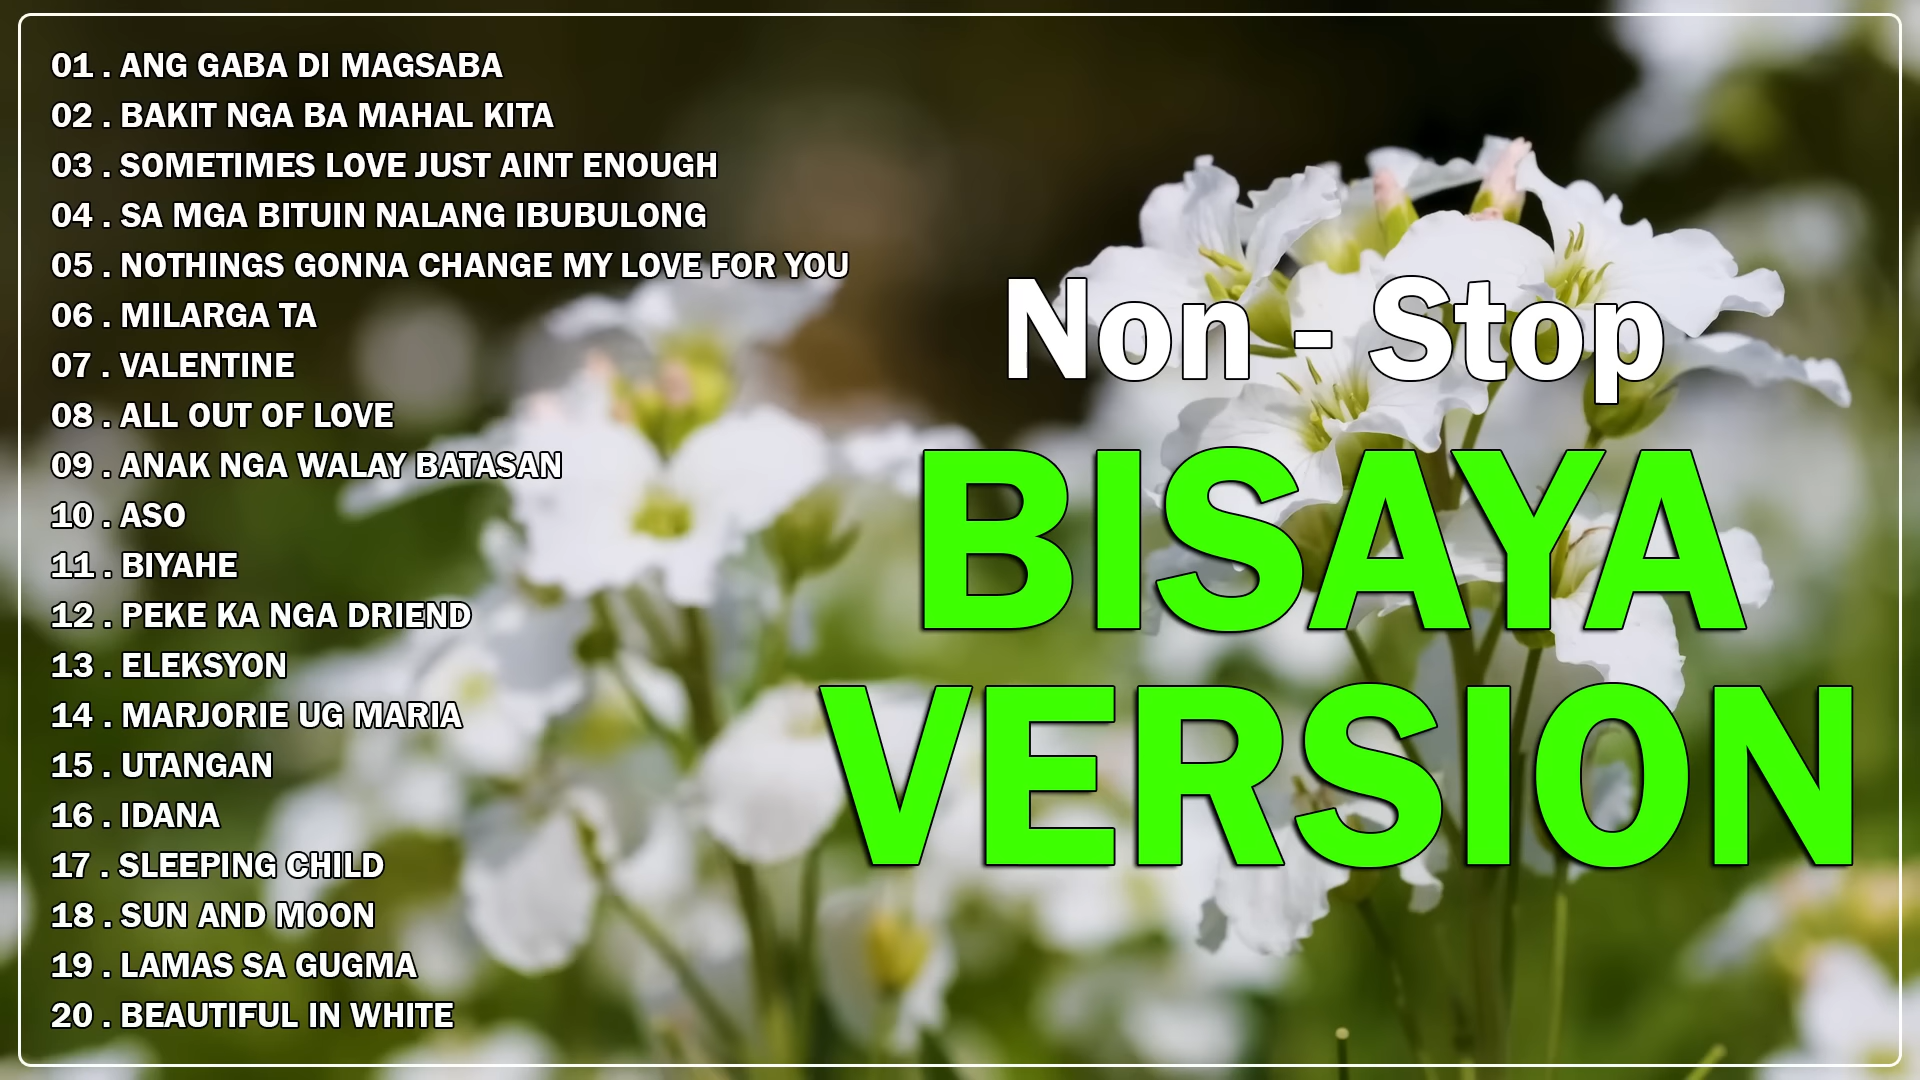 01 . ANG GABA DI MAGSABA
02 . BAKIT NGA BA MAHAL KITA
03 . SOMETIMES LOVE JUST AINT ENOUGH
04 . SA MGA BITUIN NALANG IBUBULONG
05 . NOTHINGS GONNA CHANGE MY LOVE FOR YOU
06 . MILARGA TA
07 . VALENTINE
08 . ALL OUT OF LOVE
09 . ANAK NGA WALAY BATASAN
10 . ASO
11 . BIYAHE
12 . PEKE KA NGA DRIEND
13 . ELEKSYON
14 . MARJORIE UG MARIA
15 . UTANGAN
16 . IDANA
17 . SLEEPING CHILD
18 . SUN AND MOON
19 . LAMAS SA GUGMA
20 . BEAUTIFUL IN WHITE
Non - Stop
BISAYA
VERSION